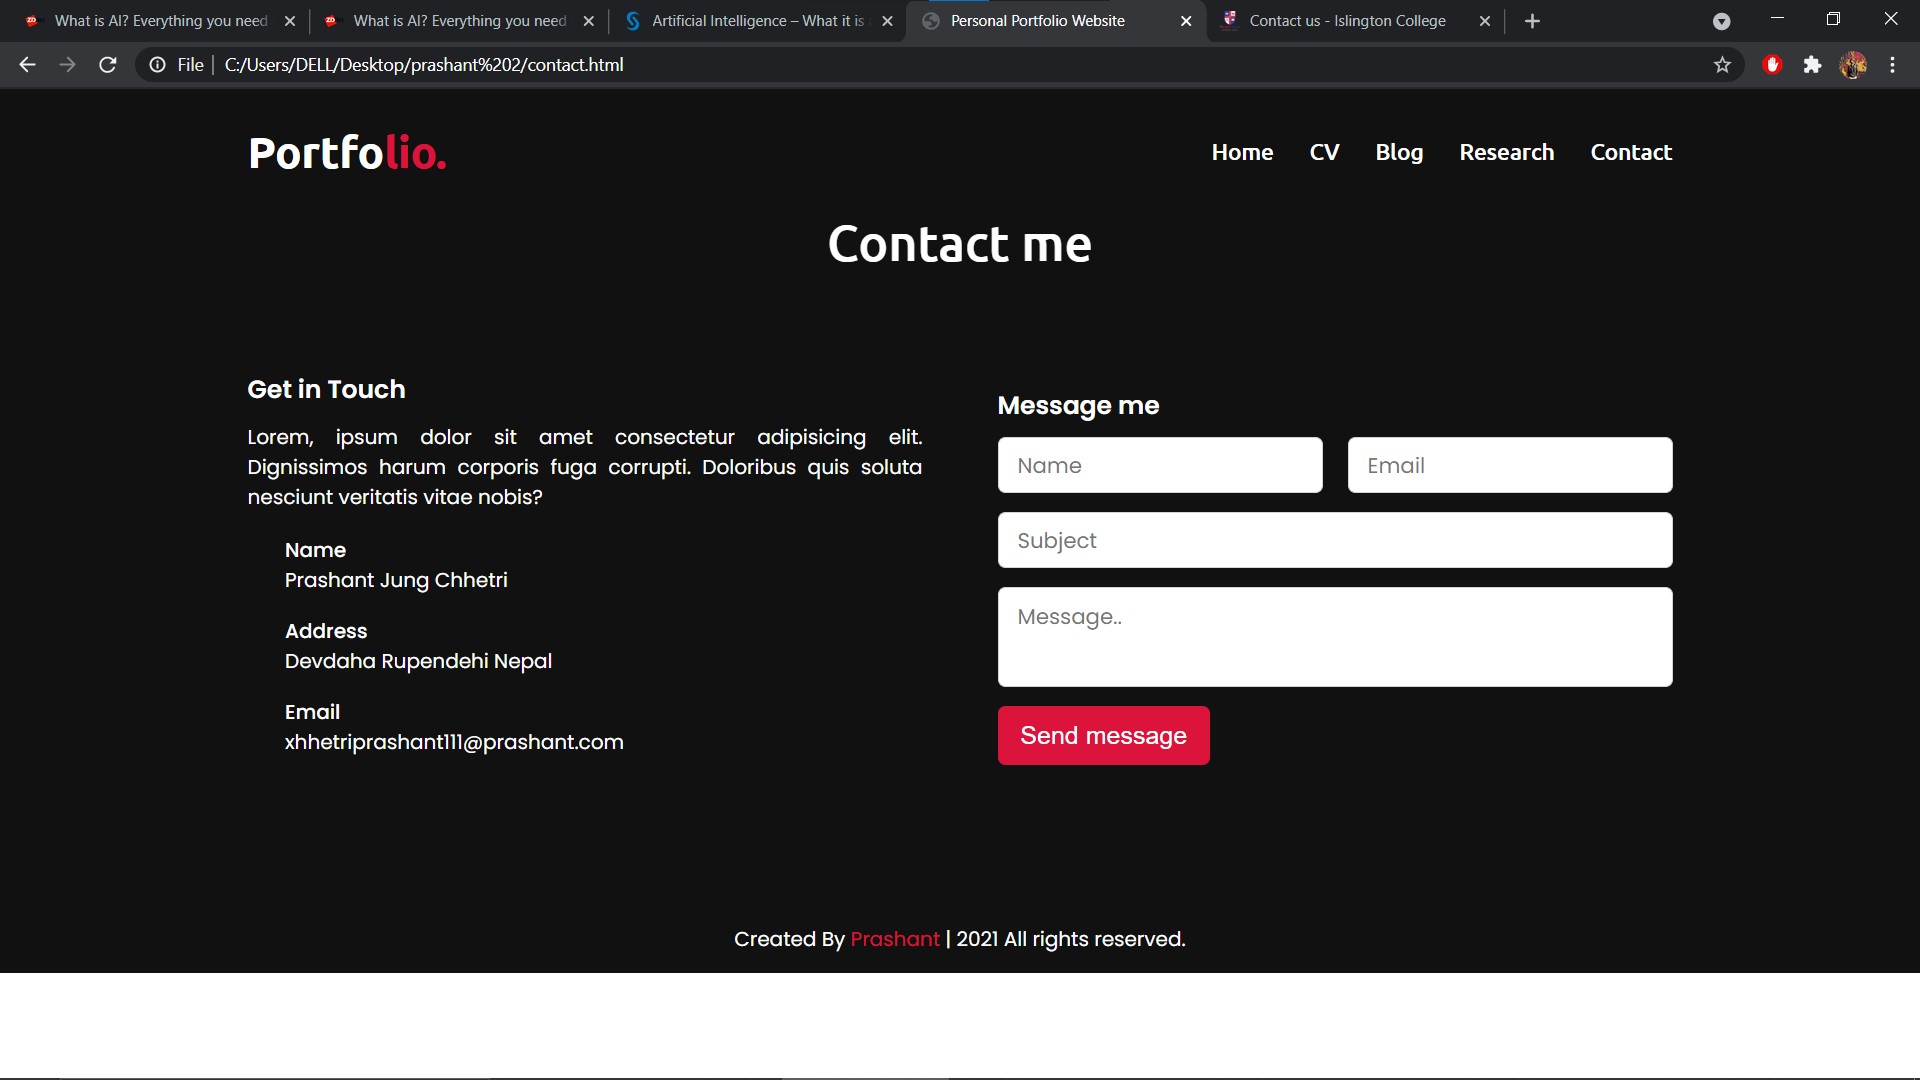 What is AI? Everything you need
What is AI? Everything you need
Artificial Intelligence – What it is
Personal Portfolio Website
Contact us - Islington College
File
C:/Users/DELL/Desktop/prashant%202/contact.html
Portfolio.
Home
CV
Blog
Research
Contact
Contact me
Get in Touch
Lorem, ipsum dolor sit amet consectetur adipisicing elit.
Dignissimos harum corporis fuga corrupti. Doloribus quis soluta
nesciunt veritatis vitae nobis?
Name
Prashant Jung Chhetri
Address
Devdaha Rupendehi Nepal
Email
xhhetriprashant111@prashant.com
Message me
Name
Email
Subject
Message..
Send message
Created By Prashant | 2021 All rights reserved.